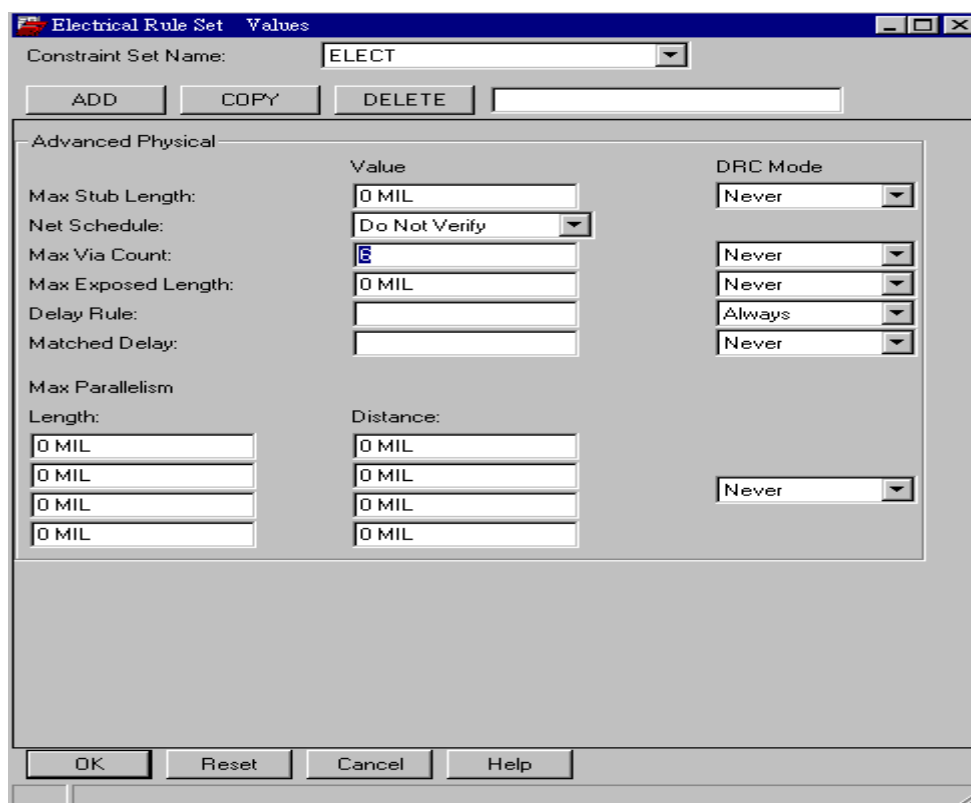 Electrical Rule Set Values
Constraint Set Name: ELECT
ADD COPY DELETE
Advanced Physical
Value DRC Mode
Max Stub Length: 0 MIL Never
Net Schedule: Do Not Verify
Max Via Count: Never
Max Exposed Length: 0 MIL Never
Delay Rule: Always
Matched Delay: Never
Max Parallelism
Length: Distance:
0 MIL 0 MIL
0 MIL 0 MIL
Never
0 MIL 0 MIL
0 MIL 0 MIL
OK Reset Cancel Help